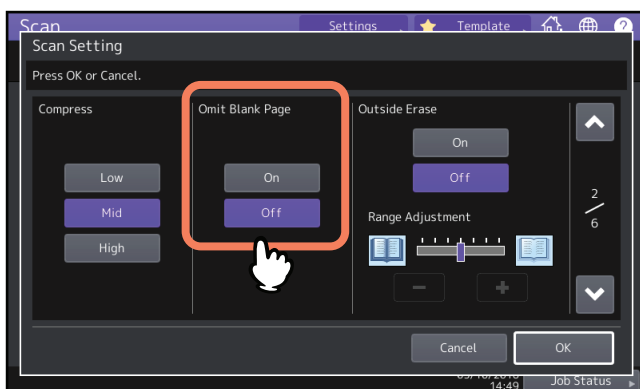 Scan
Settings
Template
?
Scan Setting
Press OK or Cancel.
Compress
Low
Mid
High
Omit Blank Page
On
Off
Outside Erase
On
Off
Range Adjustment
2
6
Cancel
OK
14:49
Job Status